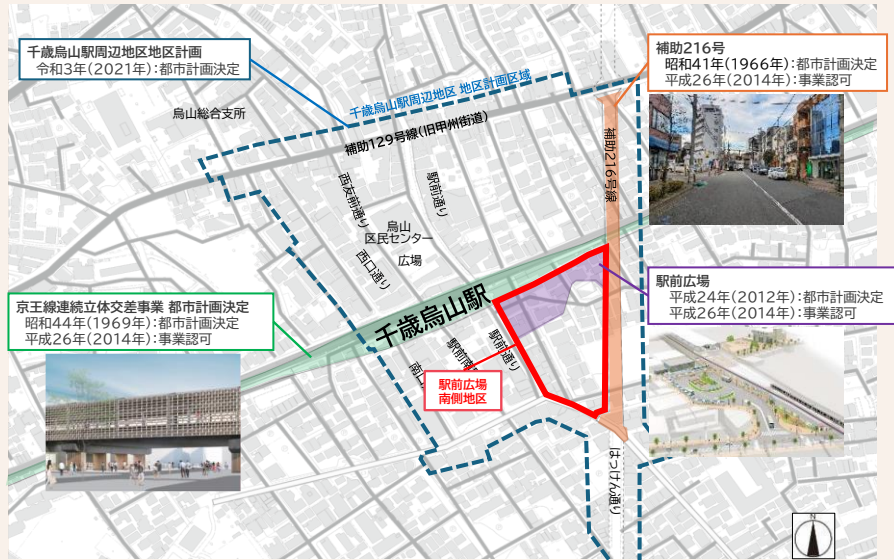 千歳烏山駅周辺地区地区計画
令和3年(2021年):都市計画決定
補助216号
昭和41年(1966年):都市計画決定
平成26年(2014年):事業認可
千歳烏山駅周辺地区 地区計画区域
烏山総合支所
補助129号線(旧甲州街道)
補助216号線
西友前通り
駅前通り
烏山
区民センター
広場
西口通り
千歳烏山駅
駅前広場
平成24年(2012年):都市計画決定
平成26年(2014年):事業認可
京王線連続立体交差事業 都市計画決定
昭和44年(1969年):都市計画決定
平成26年(2014年):事業認可
駅前通り
駅前南
南口
駅前広場
南側地区
はっけん通り
N